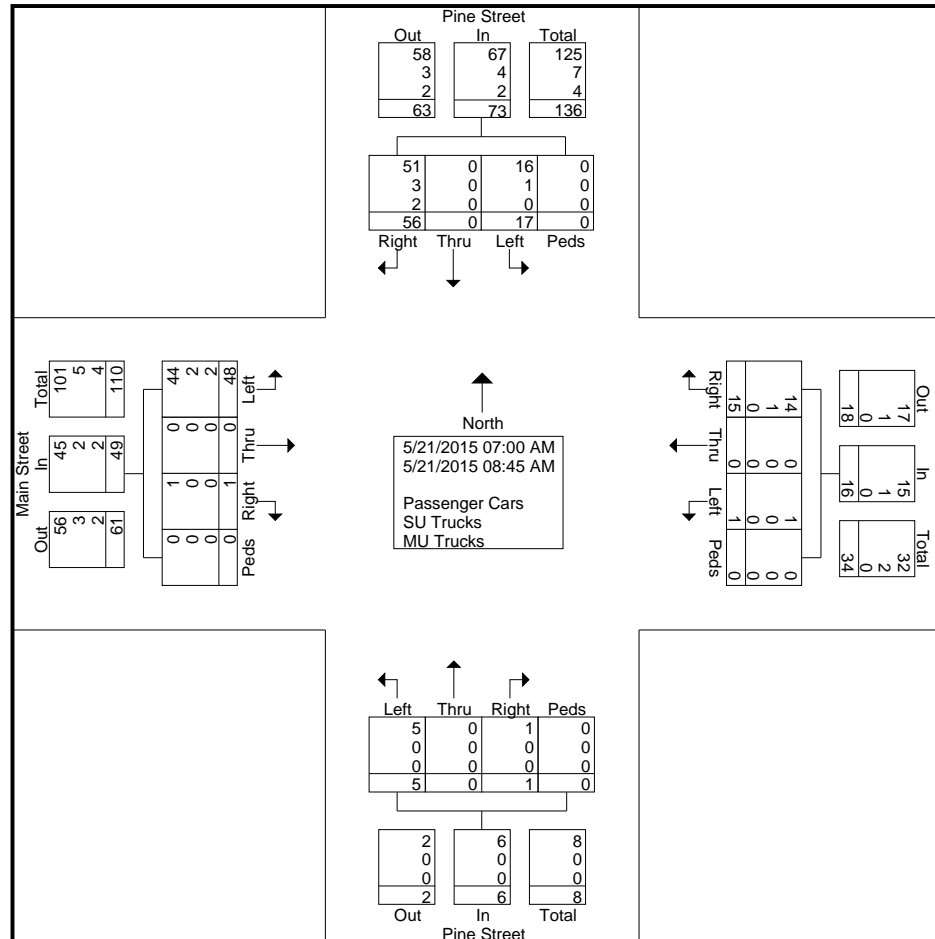 Pine Street
Out In Total
58 67 125
3 4 7
2 2 4
63 73 136
51 0 16 0
3 0 1 0
2 0 0 0
56 0 17 0
Right Thru Left Peds
Main Street
Total
101
5
4
110
In
45
2
2
49
Out
56
3
2
61
44
2
2
48
Left
0
0
0
0
Thru
1
0
0
1
Right
0
0
0
0
Peds
North
5/21/2015 07:00 AM
5/21/2015 08:45 AM
Passenger Cars
SU Trucks
MU Trucks
Right
14
1
0
15
Thru
0
0
0
0
Left
1
0
0
1
Peds
0
0
0
0
Out
17
1
0
18
In
15
1
0
16
Total
32
2
0
34
Left Thru Right Peds
5 0 1 0
0 0 0 0
0 0 0 0
5 0 1 0
2 6 8
0 0 0
0 0 0
2 6 8
Out In Total
Pine Street